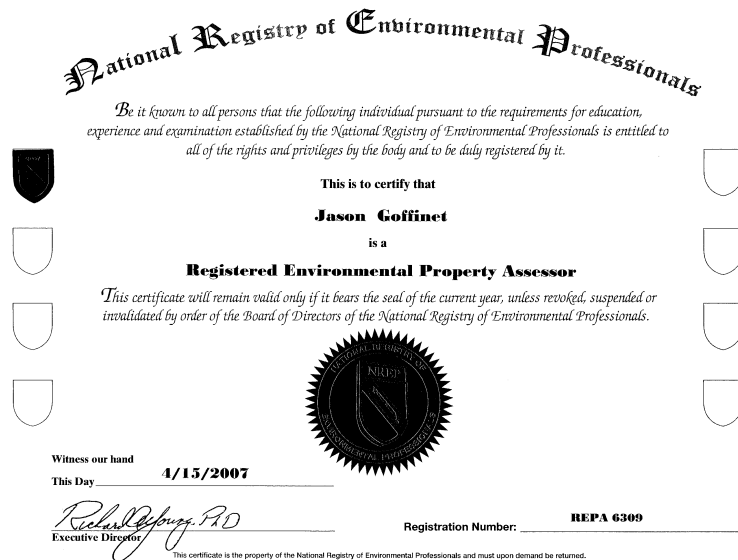 National Registry of Environmental Professionals
Be it known to all persons that the following individual pursuant to the requirements for education,
experience and examination established by the National Registry of Environmental Professionals is entitled to
all of the rights and privileges by the body and to be duly registered by it.
This is to certify that
Jason Goffinet
is a
Registered Environmental Property Assessor
This certificate will remain valid only if it bears the seal of the current year, unless revoked, suspended or
invalidated by order of the Board of Directors of the National Registry of Environmental Professionals.
NATIONAL REGISTRY OF
NREP
ENVIRONMENTAL PROFESSIONALS
Witness our hand
This Day 4/15/2007
Richard A. Young, PhD
Executive Director
Registration Number: REPA 6309
This certificate is the property of the National Registry of Environmental Professionals and must upon demand be returned.